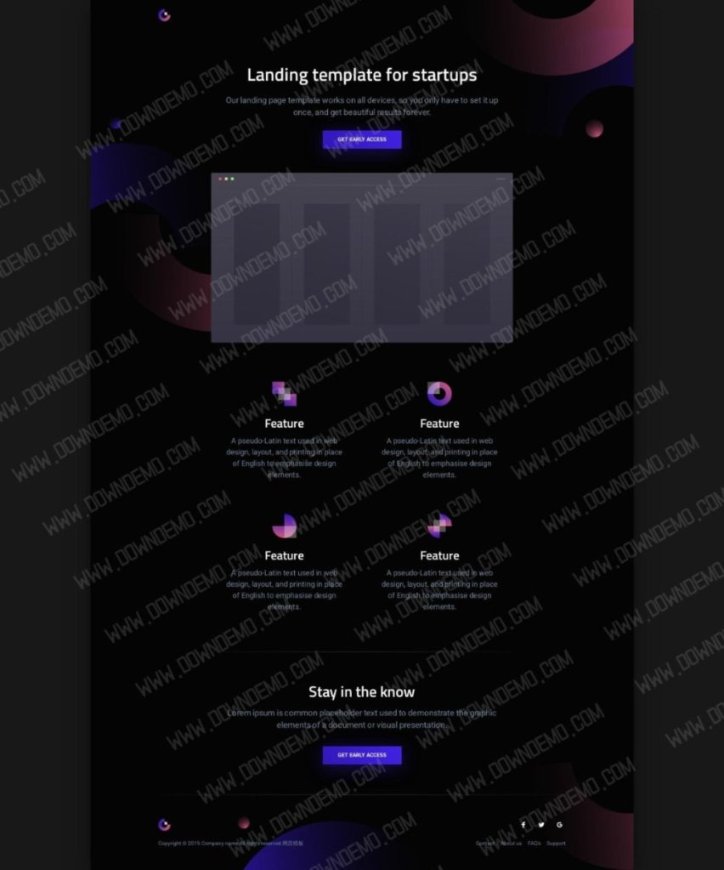 Landing template for startups
Our landing page template works on all devices, so you only have to set it up
once, and get beautiful results forever.
GET EARLY ACCESS
Feature
Feature
A pseudo-Latin text used in web
design, layout, and printing in place
of English to emphasise design
elements.
A pseudo-Latin text used in web
design, layout, and printing in place
of English to emphasise design
elements.
Feature
Feature
A pseudo-Latin text used in web
design, layout, and printing in place
of English to emphasise design
elements.
A pseudo-Latin text used in web
design, layout, and printing in place
of English to emphasise design
elements.
Stay in the know
Lorem ipsum is common placeholder text used to demonstrate the graphic
elements of a document or visual presentation.
GET EARLY ACCESS
Copyright © 2019.Company name All rights reserved.网页模板
Contact About us FAQs Support
WWW.DOWNDEMO.COM